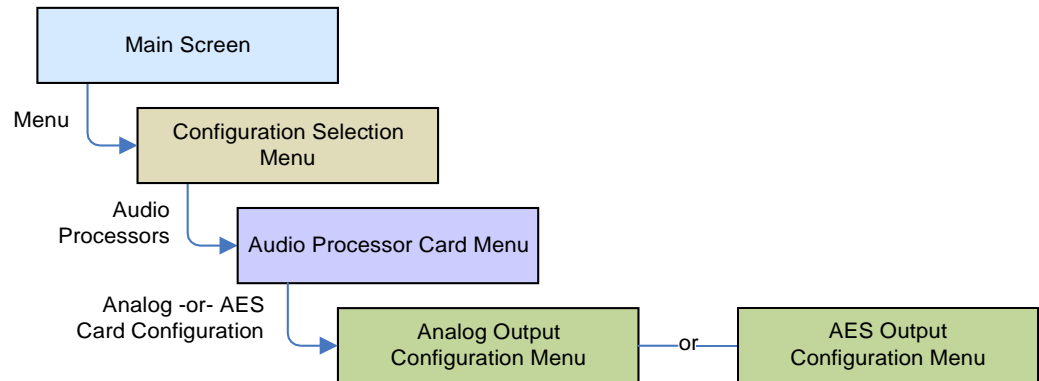 Main Screen
Menu
Configuration Selection
Menu
Audio
Processors
Audio Processor Card Menu
Analog -or- AES
Card Configuration
Analog Output
Configuration Menu
or
AES Output
Configuration Menu